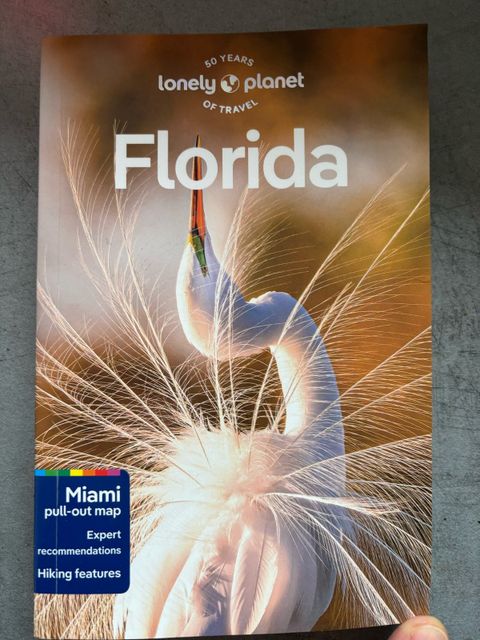 50 YEARS
lonely planet
OF TRAVEL
Florida
Miami
pull-out map
Expert
recommendations
Hiking features